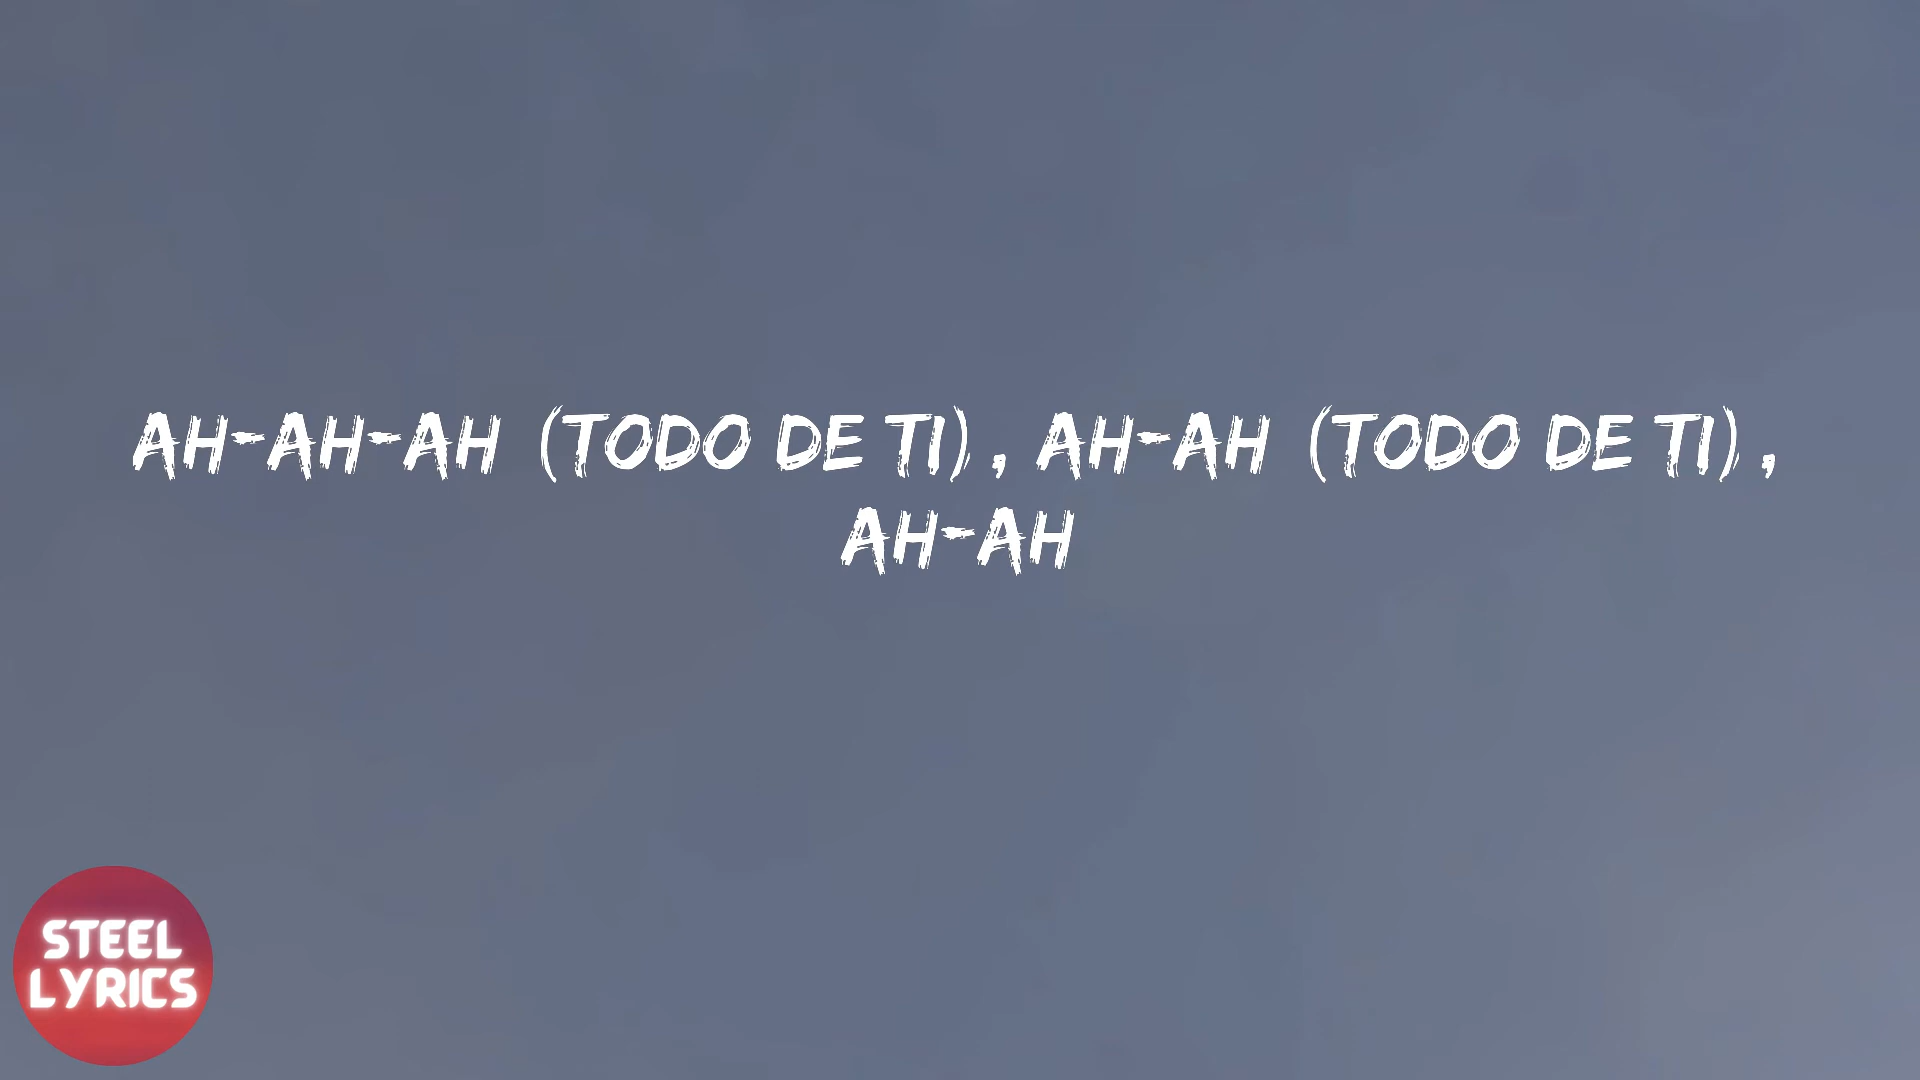 AH-AH-AH (TODO DE TI), AH-AH (TODO DE TI),
AH-AH
STEEL
LYRICS